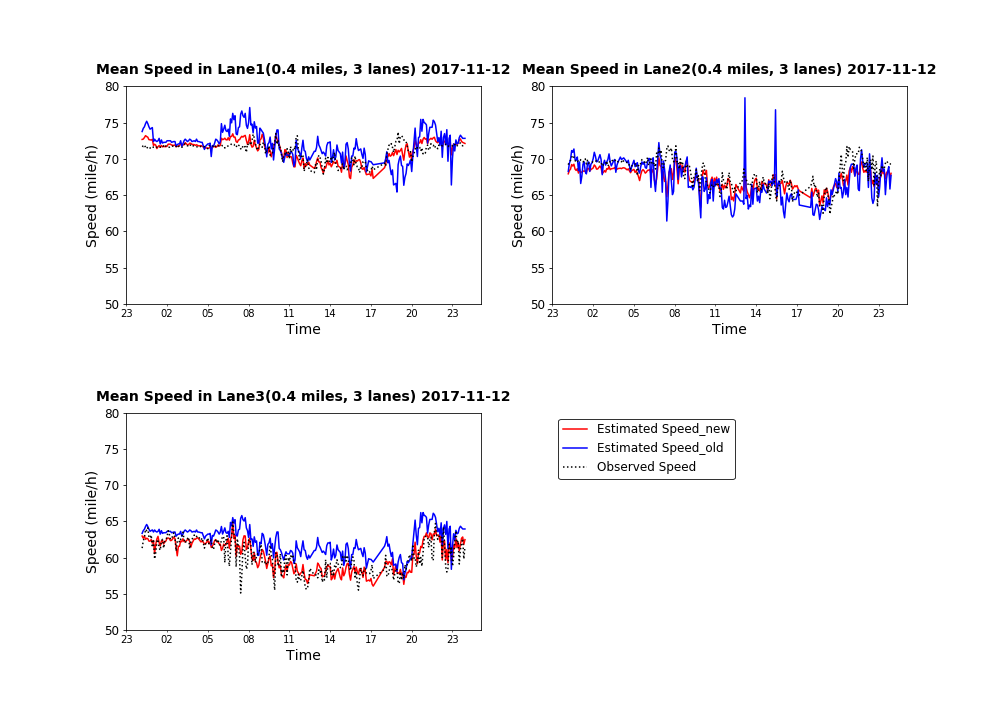 Mean Speed in Lane1(0.4 miles, 3 lanes) 2017-11-12
80
75
70
65
60
55
50
Speed (mile/h)
23 02 05 08 11 14 17 20 23
Time
Mean Speed in Lane2(0.4 miles, 3 lanes) 2017-11-12
80
75
70
65
60
55
50
Speed (mile/h)
23 02 05 08 11 14 17 20 23
Time
Mean Speed in Lane3(0.4 miles, 3 lanes) 2017-11-12
80
75
70
65
60
55
50
Speed (mile/h)
23 02 05 08 11 14 17 20 23
Time
Estimated Speed_new
Estimated Speed_old
Observed Speed